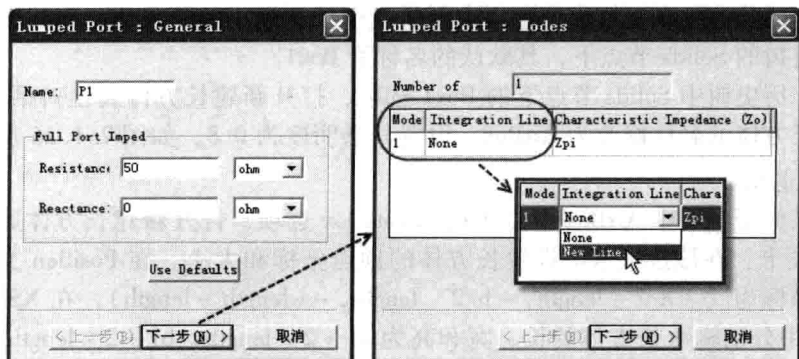 Lumped Port : General
Name: P1
Full Port Imped
Resistance 50 ohm
Reactance: 0 ohm
Use Defaults
<上一步(B) 下一步(N) > 取消
Lumped Port : Modes
Number of 1
Mode Integration Line Characteristic Impedance (Zo)
1 None Zpi
Mode Integration Line Chara
1 None Zpi
None
New Line
<上一步(B) 下一步(N) > 取消